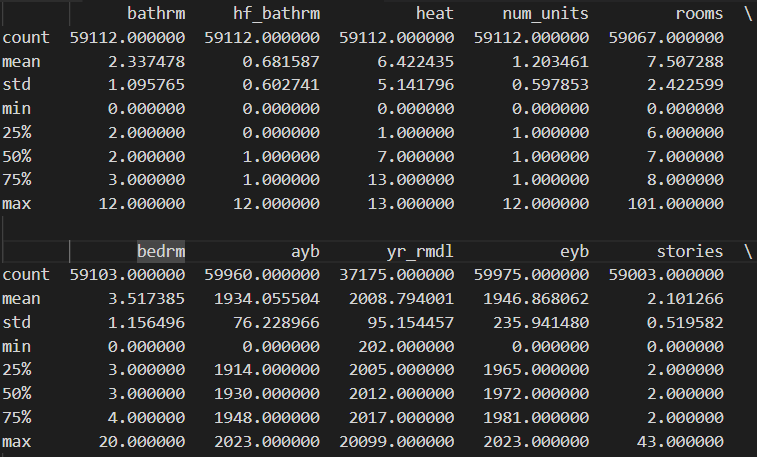 bathrm hf_bathrm heat num_units rooms \
count 59112.000000 59112.000000 59112.000000 59112.000000 59067.000000
mean 2.337478 0.681587 6.422435 1.203461 7.507288
std 1.095765 0.602741 5.141796 0.597853 2.422599
min 0.000000 0.000000 0.000000 0.000000 0.000000
25% 2.000000 0.000000 1.000000 1.000000 6.000000
50% 2.000000 1.000000 7.000000 1.000000 7.000000
75% 3.000000 1.000000 13.000000 1.000000 8.000000
max 12.000000 12.000000 13.000000 12.000000 101.000000
bedrm ayb yr_rmdl eyb stories \
count 59103.000000 59960.000000 37175.000000 59975.000000 59003.000000
mean 3.517385 1934.055504 2008.794001 1946.868062 2.101266
std 1.156496 76.228966 95.154457 235.941480 0.519582
min 0.000000 0.000000 202.000000 0.000000 0.000000
25% 3.000000 1914.000000 2005.000000 1965.000000 2.000000
50% 3.000000 1930.000000 2012.000000 1972.000000 2.000000
75% 4.000000 1948.000000 2017.000000 1981.000000 2.000000
max 20.000000 2023.000000 20099.000000 2023.000000 43.000000